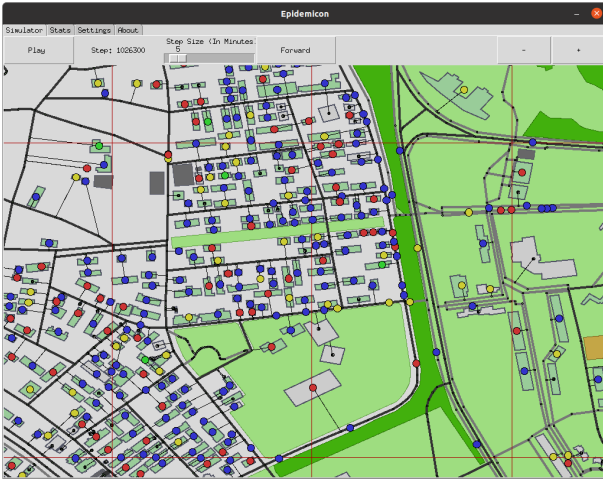 Epidemicon
Simulator Stats Settings About
Play Step: 1026300 Step Size (In Minutes Forward - +
5